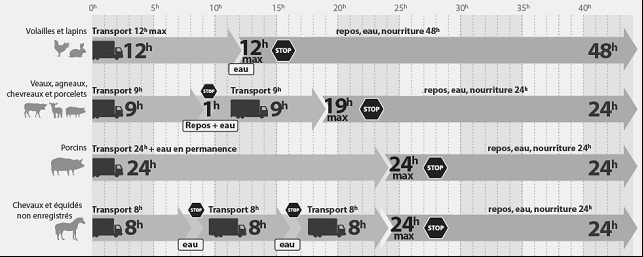 0h 5h 10h 15h 20h 25h 30h 35h 40h
Volailles et lapins
Transport 12h max
12h
eau
12h max
STOP
repos, eau, nourriture 48h
48h
Veaux, agneaux,
chevreaux et porcelets
Transport 9h
9h
STOP
1h
Repos + eau
Transport 9h
9h
19h
max
STOP
repos, eau, nourriture 24h
24h
Porcins
Transport 24h + eau en permanence
24h
24h
max
STOP
repos, eau, nourriture 24h
24h
Chevaux et équidés
non enregistrés
Transport 8h
8h
STOP
eau
Transport 8h
8h
STOP
eau
Transport 8h
8h
24h
max
STOP
repos, eau, nourriture 24h
24h